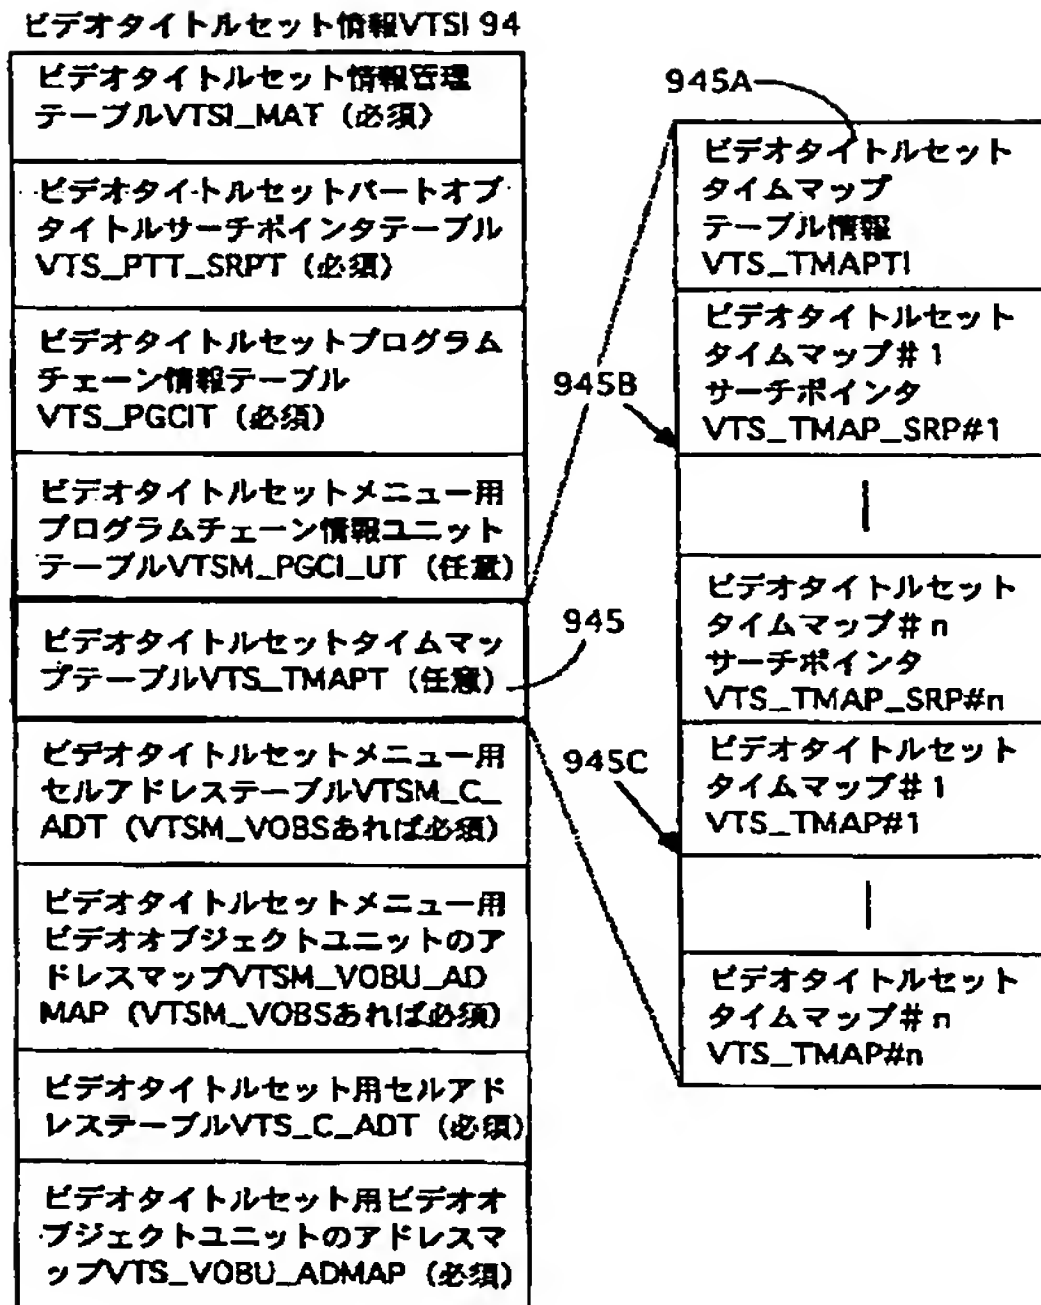 ビデオタイトルセット情報VTSI 94
ビデオタイトルセット情報管理
テーブルVTSI_MAT（必須）
ビデオタイトルセットパートオブ
タイトルサーチポインタテーブル
VTS_PTT_SRPT（必須）
ビデオタイトルセットプログラム
チェーン情報テーブル
VTS_PGCIT（必須）
ビデオタイトルセットメニュー用
プログラムチェーン情報ユニット
テーブルVTSM_PGCI_UT（任意）
ビデオタイトルセットタイムマッ
プテーブルVTS_TMAPT（任意）
ビデオタイトルセットメニュー用
セルアドレステーブルVTSM_C_
ADT（VTSM_VOBSあれば必須）
ビデオタイトルセットメニュー用
ビデオオブジェクトユニットのア
ドレスマップVTSM_VOBU_AD
MAP（VTSM_VOBSあれば必須）
ビデオタイトルセット用セルアド
レステーブルVTS_C_ADT（必須）
ビデオタイトルセット用ビデオオ
ブジェクトユニットのアドレスマ
ップVTS_VOBU_ADMAP（必須）
945A
945B
945
945C
ビデオタイトルセット
タイムマップ
テーブル情報
VTS_TMAPTI
ビデオタイトルセット
タイムマップ＃1
サーチポインタ
VTS_TMAP_SRP#1
ビデオタイトルセット
タイムマップ＃n
サーチポインタ
VTS_TMAP_SRP#n
ビデオタイトルセット
タイムマップ＃1
VTS_TMAP#1
ビデオタイトルセット
タイムマップ＃n
VTS_TMAP#n